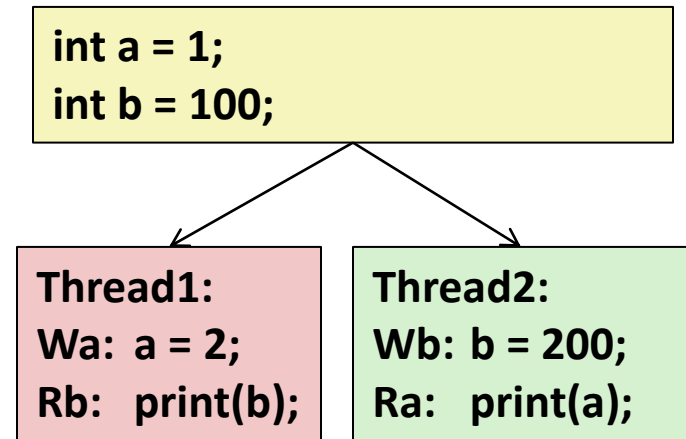 int a = 1;
int b = 100;
Thread1:
Wa: a = 2;
Rb: print(b);
Thread2:
Wb: b = 200;
Ra: print(a);